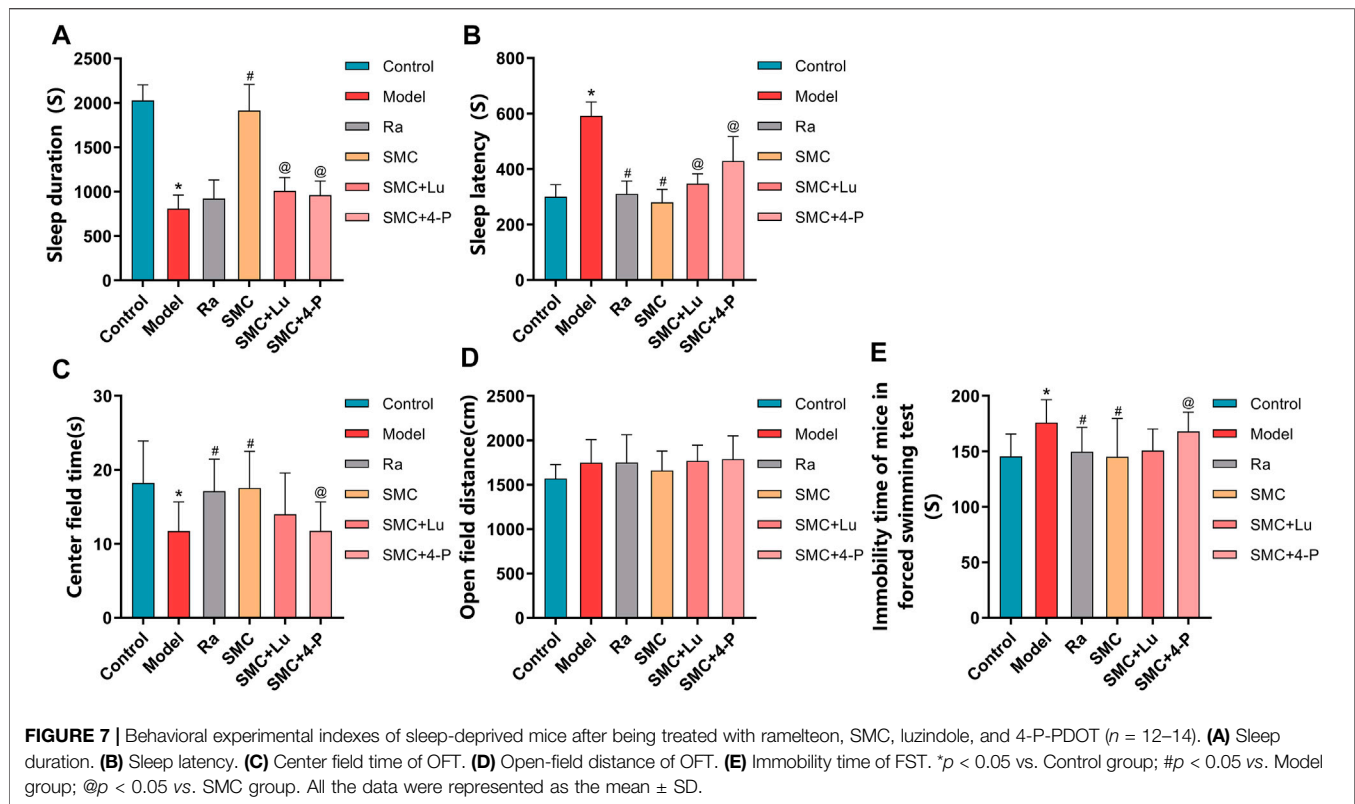 A
Sleep duration (S)
2500
2000
1500
1000
500
0
*
#
@
@
Control
Model
Ra
SMC
SMC+Lu
SMC+4-P
Control
Model
Ra
SMC
SMC+Lu
SMC+4-P
B
Sleep latency (S)
800
600
400
200
0
*
#
#
@
@
Control
Model
Ra
SMC
SMC+Lu
SMC+4-P
Control
Model
Ra
SMC
SMC+Lu
SMC+4-P
C
Center field time(s)
30
20
10
0
*
#
#
@
Control
Model
Ra
SMC
SMC+Lu
SMC+4-P
Control
Model
Ra
SMC
SMC+Lu
SMC+4-P
D
Open field distance(cm)
2500
2000
1500
1000
500
0
Control
Model
Ra
SMC
SMC+Lu
SMC+4-P
Control
Model
Ra
SMC
SMC+Lu
SMC+4-P
E
Immobility time of mice in
forced swimming test
(S)
200
150
100
50
0
*
#
#
@
Control
Model
Ra
SMC
SMC+Lu
SMC+4-P
Control
Model
Ra
SMC
SMC+Lu
SMC+4-P
FIGURE 7 | Behavioral experimental indexes of sleep-deprived mice after being treated with ramelteon, SMC, luzindole, and 4-P-PDOT (n = 12–14). (A) Sleep
duration. (B) Sleep latency. (C) Center field time of OFT. (D) Open-field distance of OFT. (E) Immobility time of FST. *p < 0.05 vs. Control group; #p < 0.05 vs. Model
group; @p < 0.05 vs. SMC group. All the data were represented as the mean ± SD.